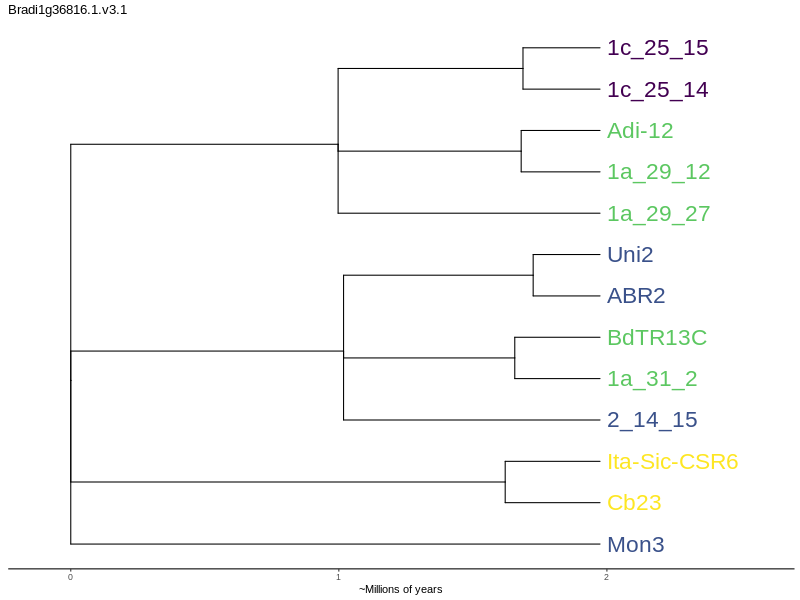 Bradi1g36816.1.v3.1
1c_25_15
1c_25_14
Adi-12
1a_29_12
1a_29_27
Uni2
ABR2
BdTR13C
1a_31_2
2_14_15
Ita-Sic-CSR6
Cb23
Mon3
0 1 2
~Millions of years